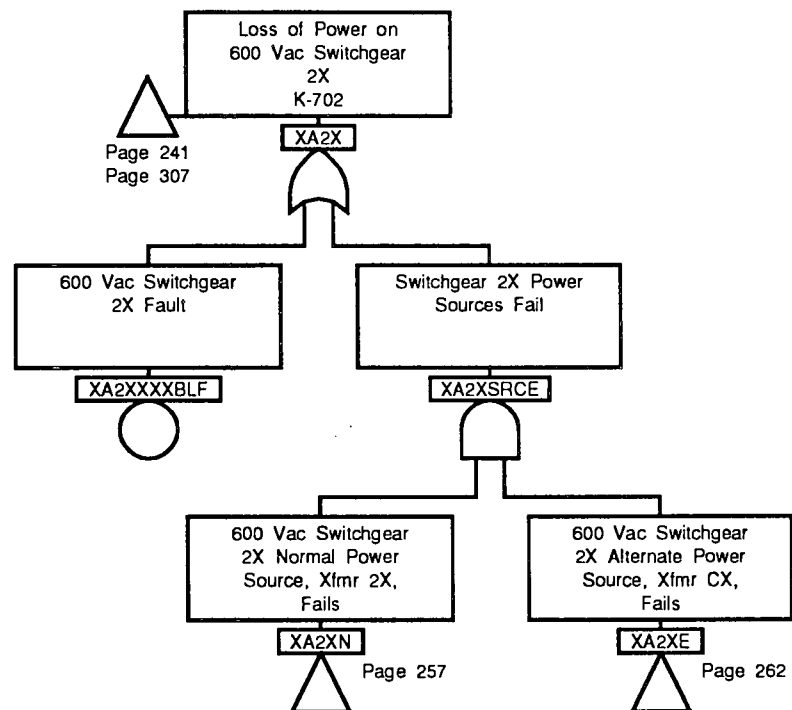 Loss of Power on
600 Vac Switchgear
2X
K-702
XA2X
Page 241
Page 307
600 Vac Switchgear
2X Fault
XA2XXXXBLF
Switchgear 2X Power
Sources Fail
XA2XSRCE
600 Vac Switchgear
2X Normal Power
Source, Xfmr 2X,
Fails
XA2XN
Page 257
600 Vac Switchgear
2X Alternate Power
Source, Xfmr CX,
Fails
XA2XE
Page 262